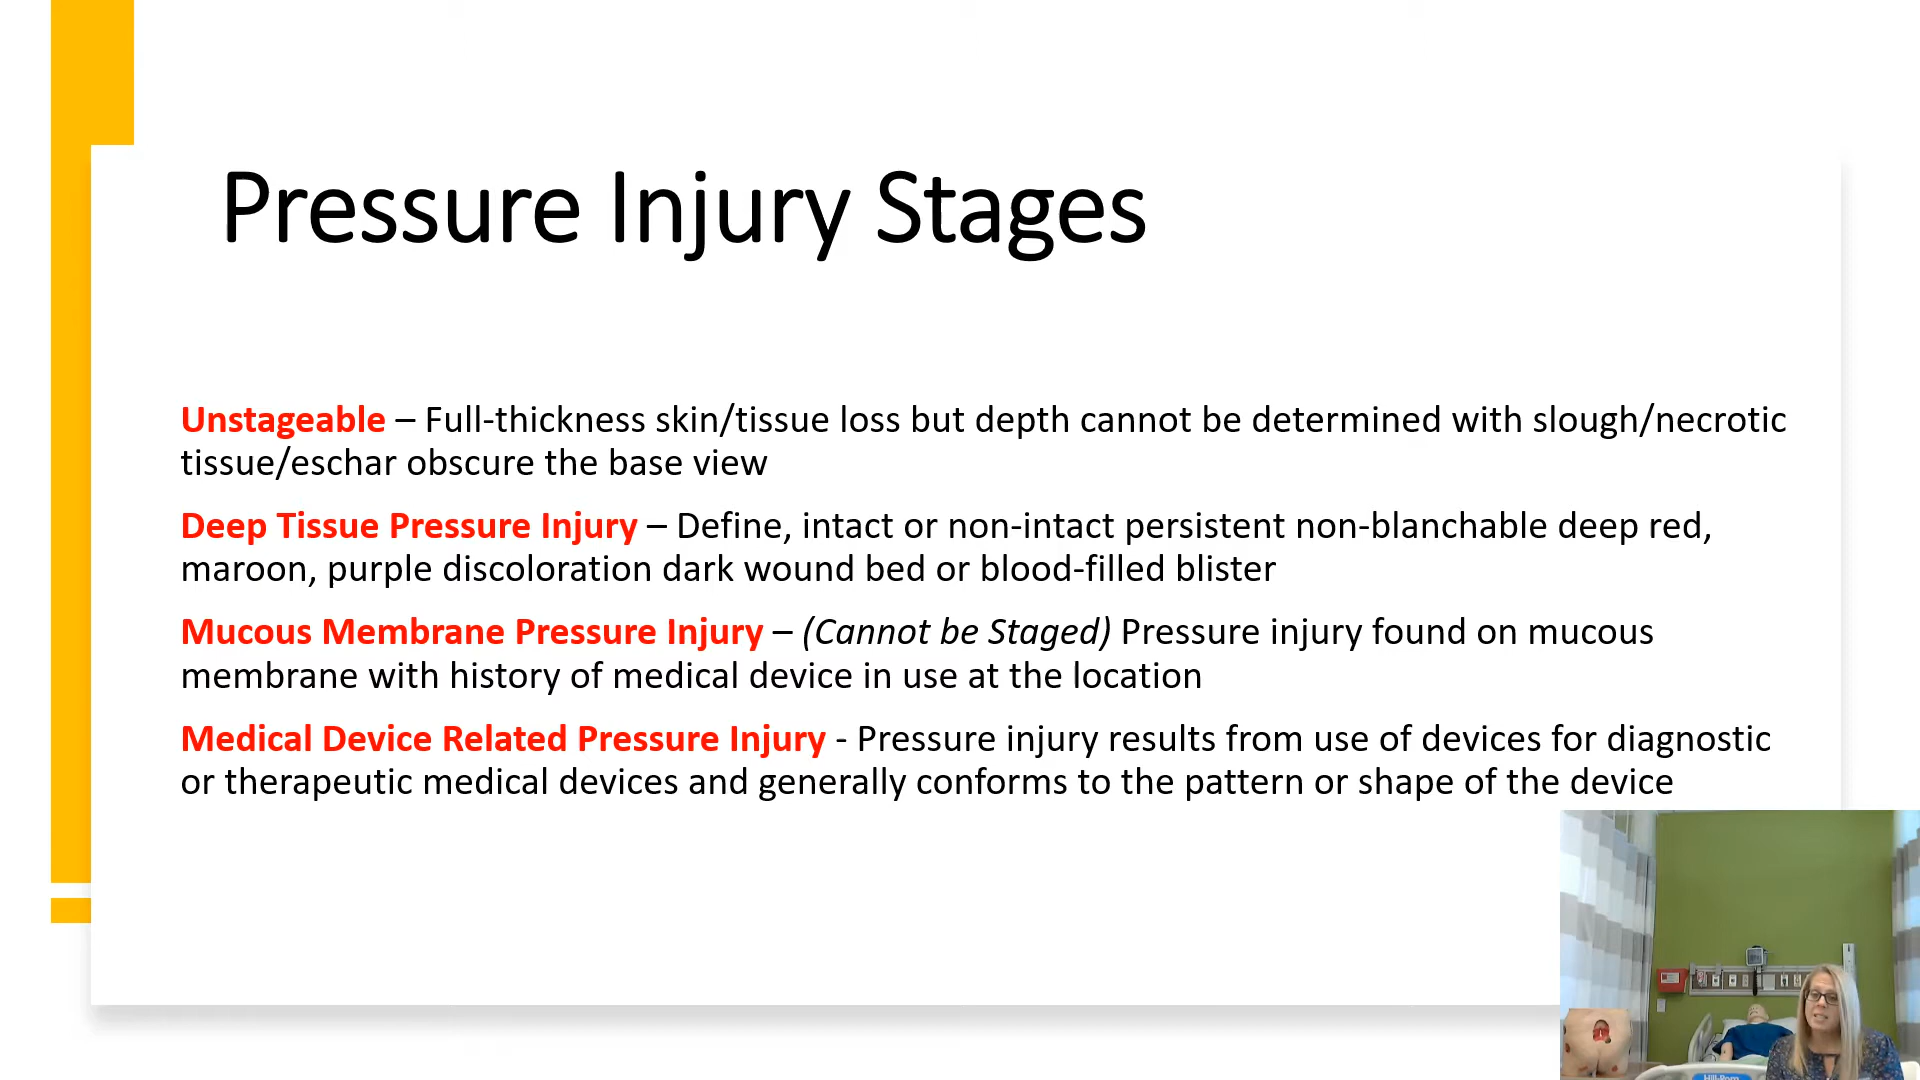 Pressure Injury Stages
Unstageable – Full-thickness skin/tissue loss but depth cannot be determined with slough/necrotic
tissue/eschar obscure the base view
Deep Tissue Pressure Injury – Define, intact or non-intact persistent non-blanchable deep red,
maroon, purple discoloration dark wound bed or blood-filled blister
Mucous Membrane Pressure Injury – (Cannot be Staged) Pressure injury found on mucous
membrane with history of medical device in use at the location
Medical Device Related Pressure Injury - Pressure injury results from use of devices for diagnostic
or therapeutic medical devices and generally conforms to the pattern or shape of the device
Hill-Rom